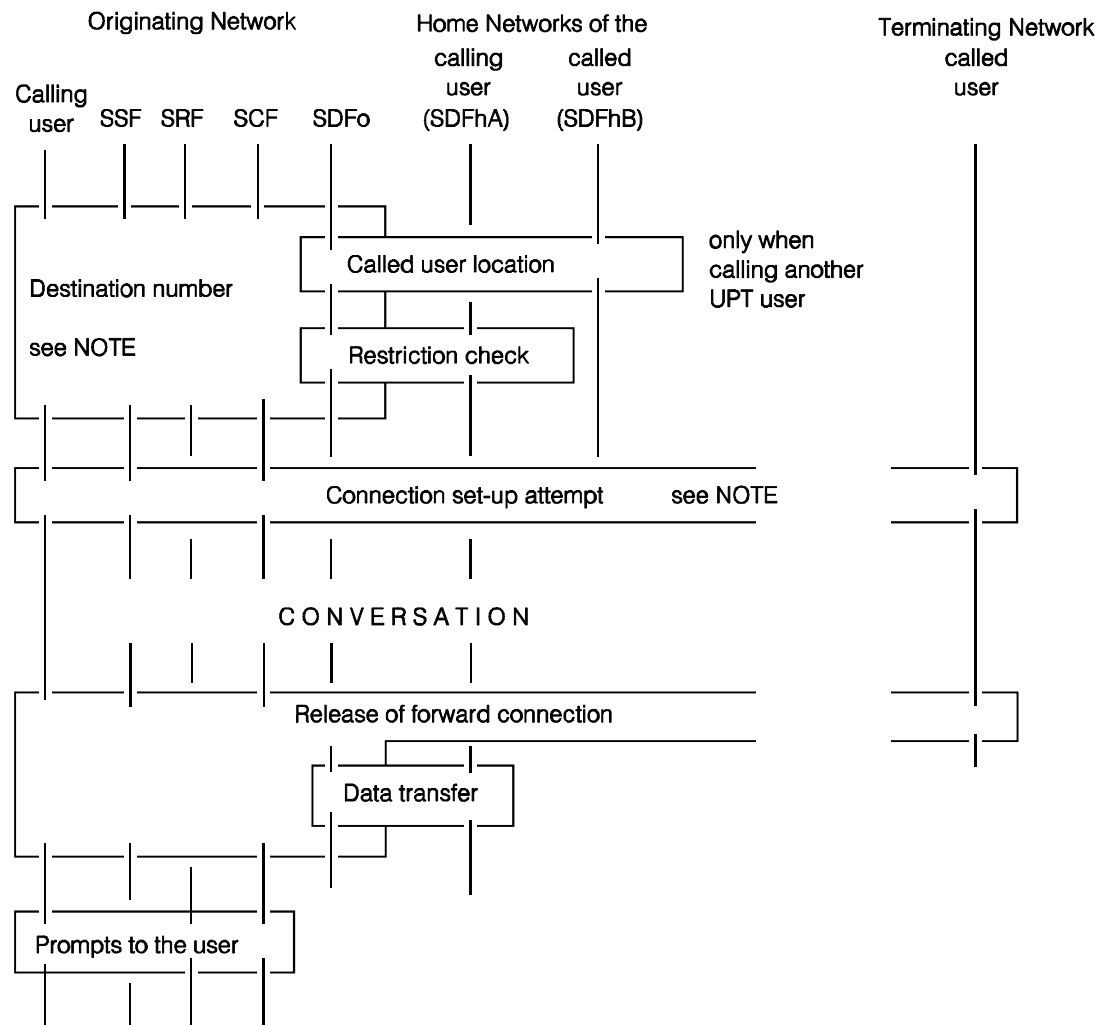 Originating Network
Home Networks of the
Terminating Network
calling
user
(SDFhA)
called
user
(SDFhB)
called
user
Calling
user
SSF
SRF
SCF
SDFo
Called user location
only when
calling another
UPT user
Destination number
see NOTE
Restriction check
Connection set-up attempt
see NOTE
CONVERSATION
Release of forward connection
Data transfer
Prompts to the user